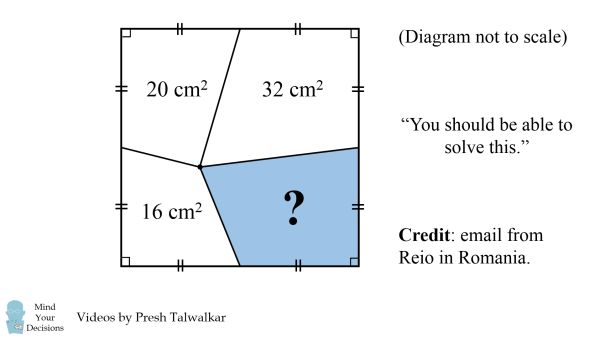 20 cm²
32 cm²
16 cm²
?
(Diagram not to scale)
“You should be able to
solve this.”
Credit: email from
Reio in Romania.
Mind
Your
Decisions
Videos by Presh Talwalkar